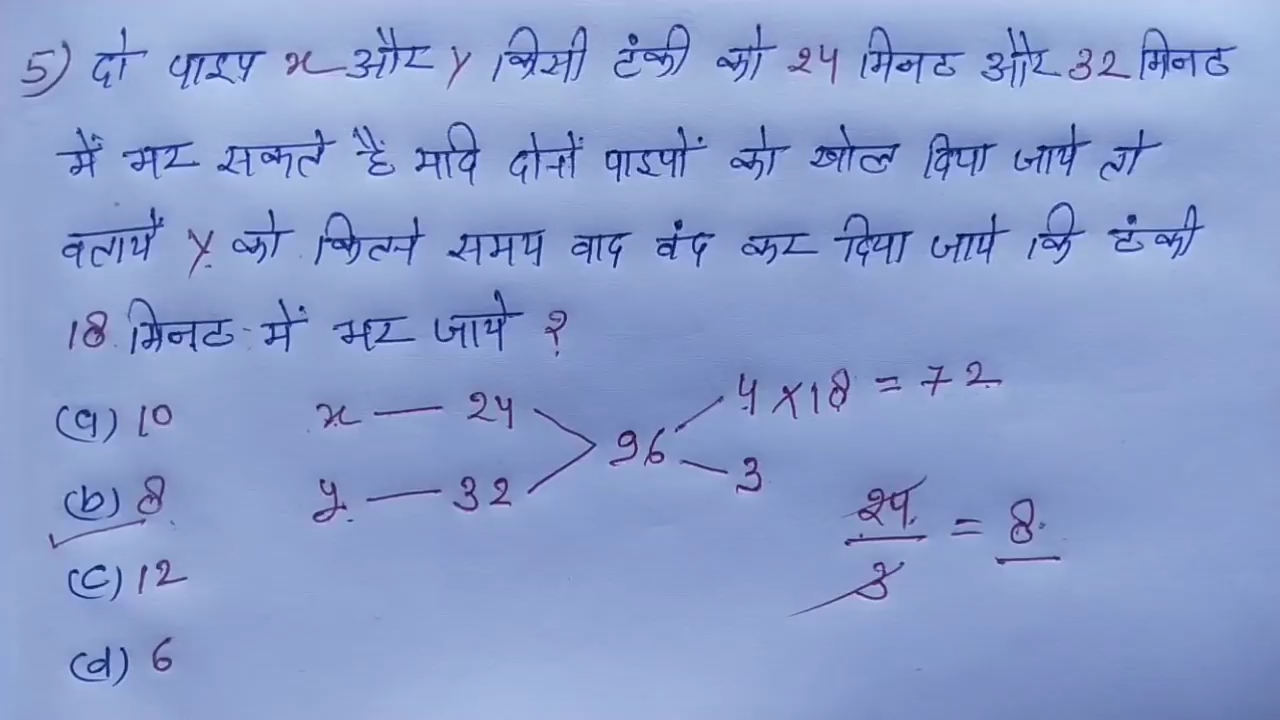 5) दो पाइप x और y किसी टंकी को 24 मिनट और 32 मिनट
में भर सकते हैं यदि दोनों पाइपों को खोल दिया जाये तो
बतायें y को कितने समय बाद बंद कर दिया जाये कि टंकी
18 मिनट में भर जाये ?
(a) 10
x — 24
96
4 × 18 = 72
(b) 8
y — 32
3
24/3 = 8
(c) 12
(d) 6